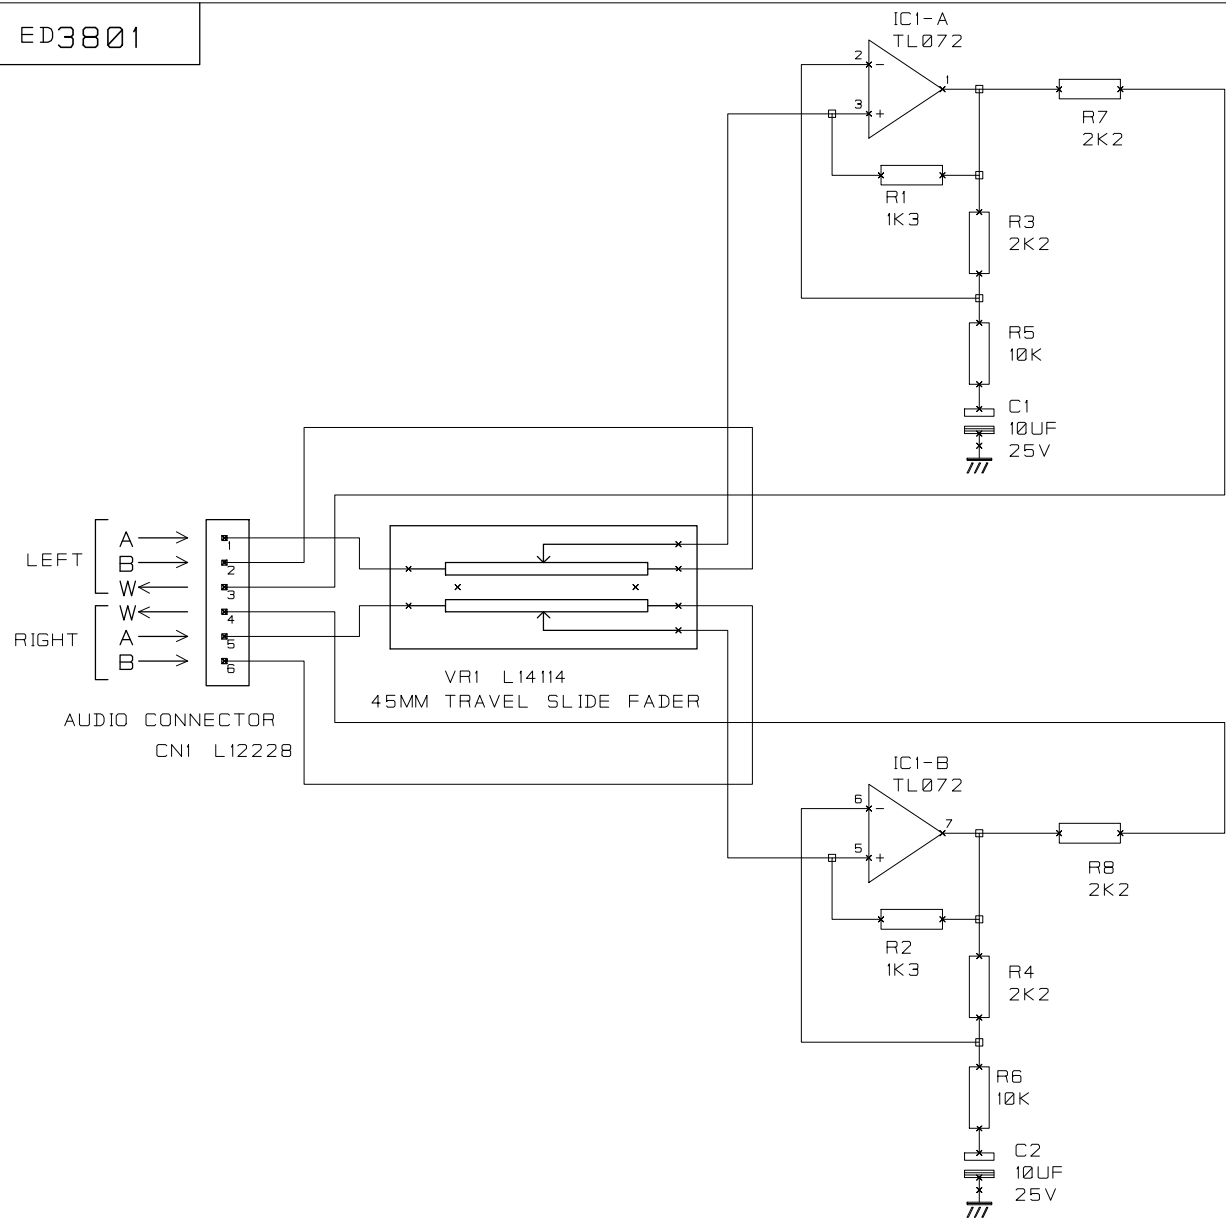 ED3801
IC1-A
TL072
2
-
3
+
1
R7
2K2
R1
1K3
R3
2K2
R5
10K
C1
10UF
25V
LEFT
A
B
W
RIGHT
W
A
B
1
2
3
4
5
6
AUDIO CONNECTOR
CN1 L12228
VR1 L14114
45MM TRAVEL SLIDE FADER
IC1-B
TL072
6
-
5
+
7
R8
2K2
R2
1K3
R4
2K2
R6
10K
C2
10UF
25V